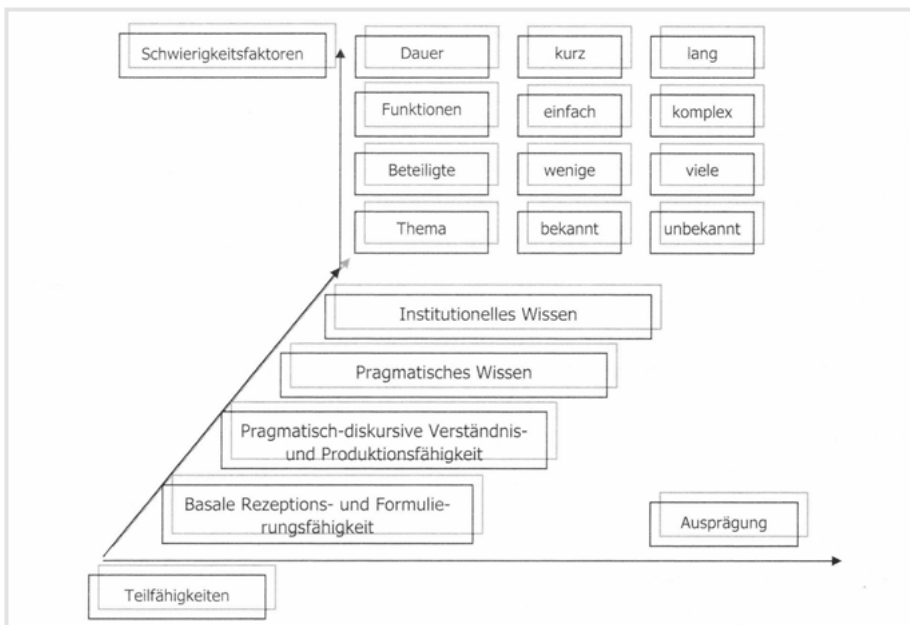 Schwierigkeitsfaktoren
Dauer
kurz
lang
Funktionen
einfach
komplex
Beteiligte
wenige
viele
Thema
bekannt
unbekannt
Institutionelles Wissen
Pragmatisches Wissen
Pragmatisch-diskursive Verständnis-
und Produktionsfähigkeit
Basale Rezeptions- und Formulie-
rungsfähigkeit
Ausprägung
Teilfähigkeiten